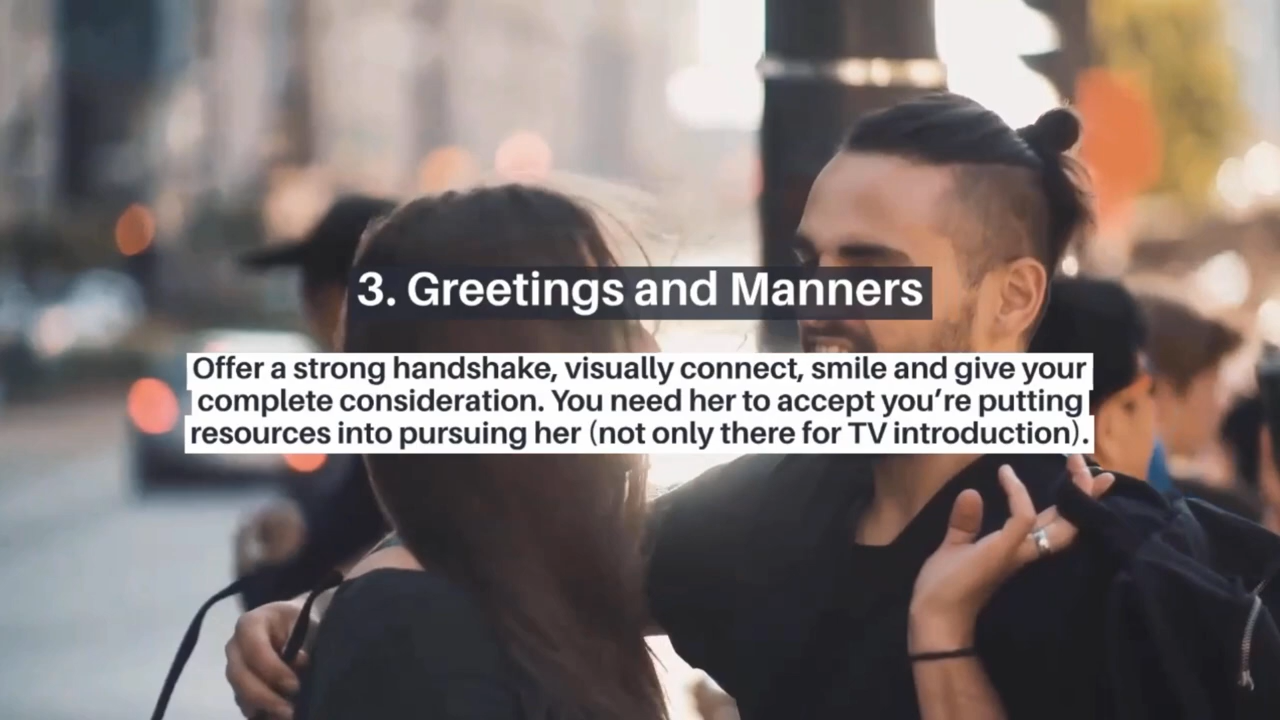 3. Greetings and Manners
Offer a strong handshake, visually connect, smile and give your
complete consideration. You need her to accept you’re putting
resources into pursuing her (not only there for TV introduction).